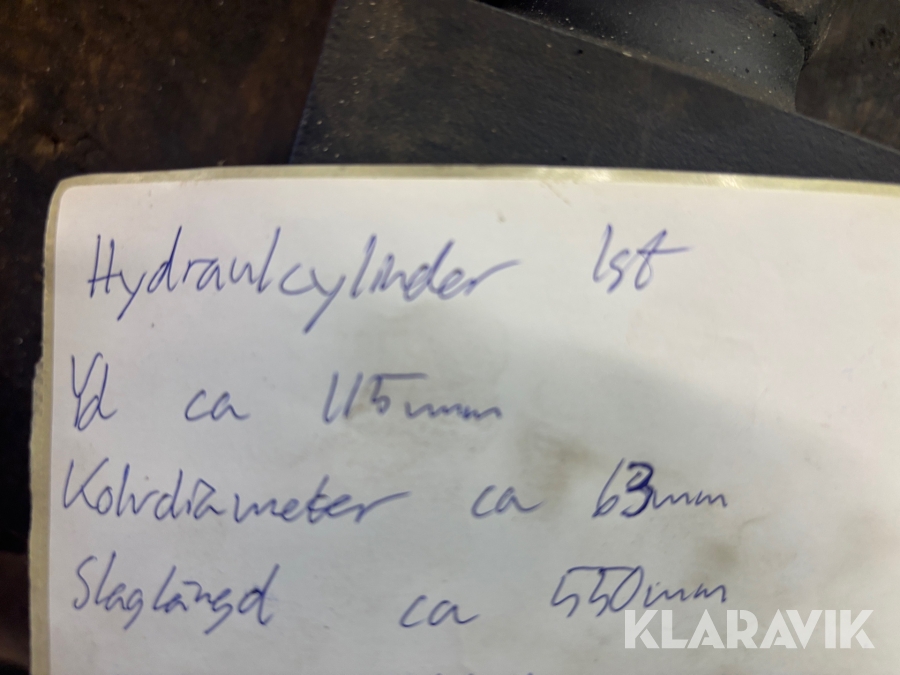 Hydraulcylinder 1st
Yd ca 115mm
Kolvdiameter ca 63mm
Slaglängd ca 550mm
KLARAVIK